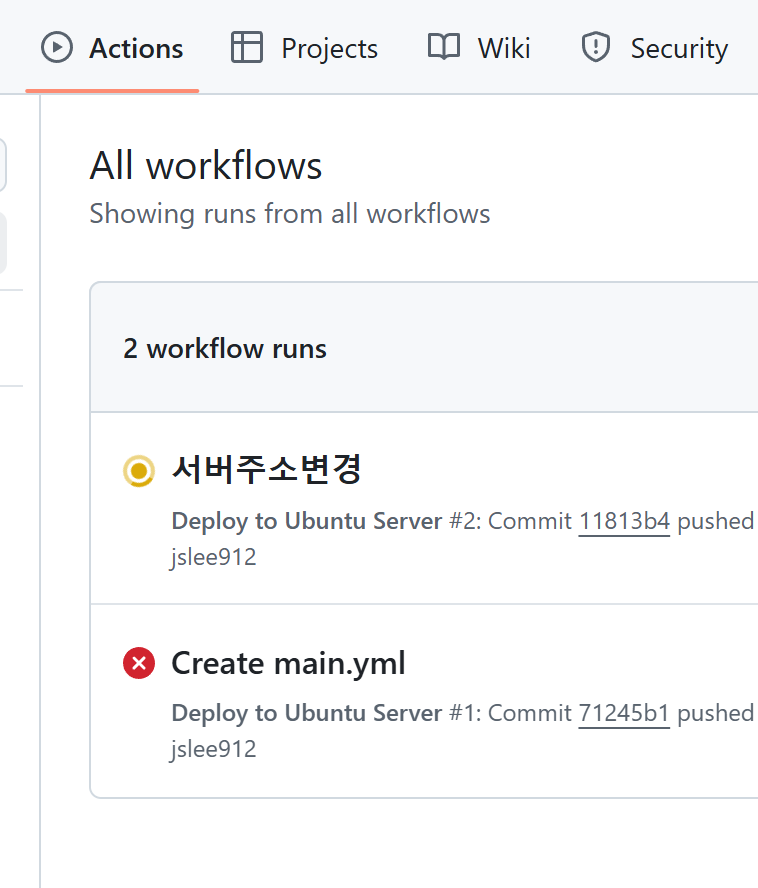 Actions Projects Wiki Security
All workflows
Showing runs from all workflows
2 workflow runs
서버주소변경
Deploy to Ubuntu Server #2: Commit 11813b4 pushed
jslee912
Create main.yml
Deploy to Ubuntu Server #1: Commit 71245b1 pushed
jslee912